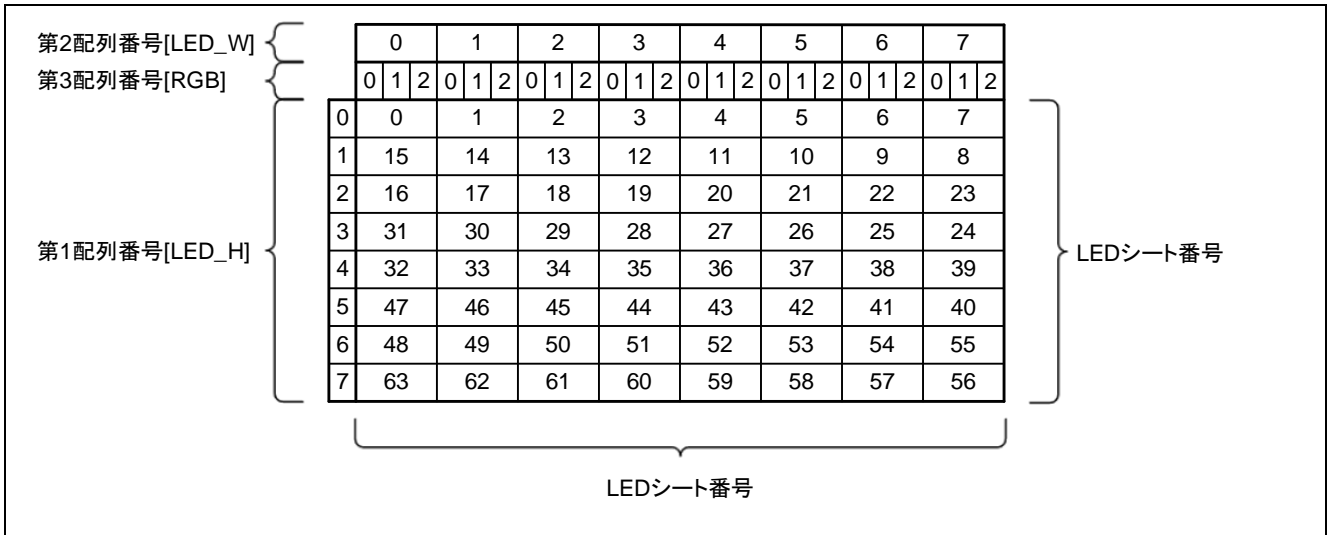 第2配列番号[LED_W] 0 1 2 3 4 5 6 7
第3配列番号[RGB] 0 1 2 0 1 2 0 1 2 0 1 2 0 1 2 0 1 2 0 1 2 0 1 2
0 0 1 2 3 4 5 6 7
1 15 14 13 12 11 10 9 8
2 16 17 18 19 20 21 22 23
3 31 30 29 28 27 26 25 24
第1配列番号[LED_H]
LEDシート番号
4 32 33 34 35 36 37 38 39
5 47 46 45 44 43 42 41 40
6 48 49 50 51 52 53 54 55
7 63 62 61 60 59 58 57 56
LEDシート番号